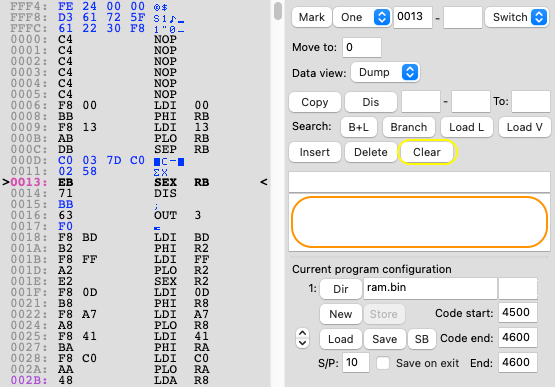 FFF4: FE 24 00 00
FFF8: D3 61 72 5F
FFFC: 61 22 30 F8
0000: C4 NOP
0001: C4 NOP
0002: C4 NOP
0003: C4 NOP
0004: C4 NOP
0005: C4 NOP
0006: F8 00 LDI 00
0008: BB PHI RB
0009: F8 13 LDI 13
000B: AB PLO RB
000C: DB SEP RB
000D: C0 03 7D C0
0011: 02 58
>0013: EB SEX RB <
0014: 71 DIS
0015: BB ;
0016: 63 OUT 3
0017: F0
0018: F8 BD LDI BD
001A: B2 PHI R2
001B: F8 FF LDI FF
001D: A2 PLO R2
001E: E2 SEX R2
001F: F8 0D LDI 0D
0021: B8 PHI R8
0022: F8 A7 LDI A7
0024: A8 PLO R8
0025: F8 41 LDI 41
0027: BA PHI RA
0028: F8 C0 LDI C0
002A: AA PLO RA
002B: 48 LDA R8
Mark One 0013 - Switch
Move to: 0
Data view: Dump
Copy Dis - To:
Search: B+L Branch Load L Load V
Insert Delete Clear
Current program configuration
1: Dir ram.bin
New Store Code start: 4500
Load Save SB Code end: 4600
S/P: 10 Save on exit End: 4600